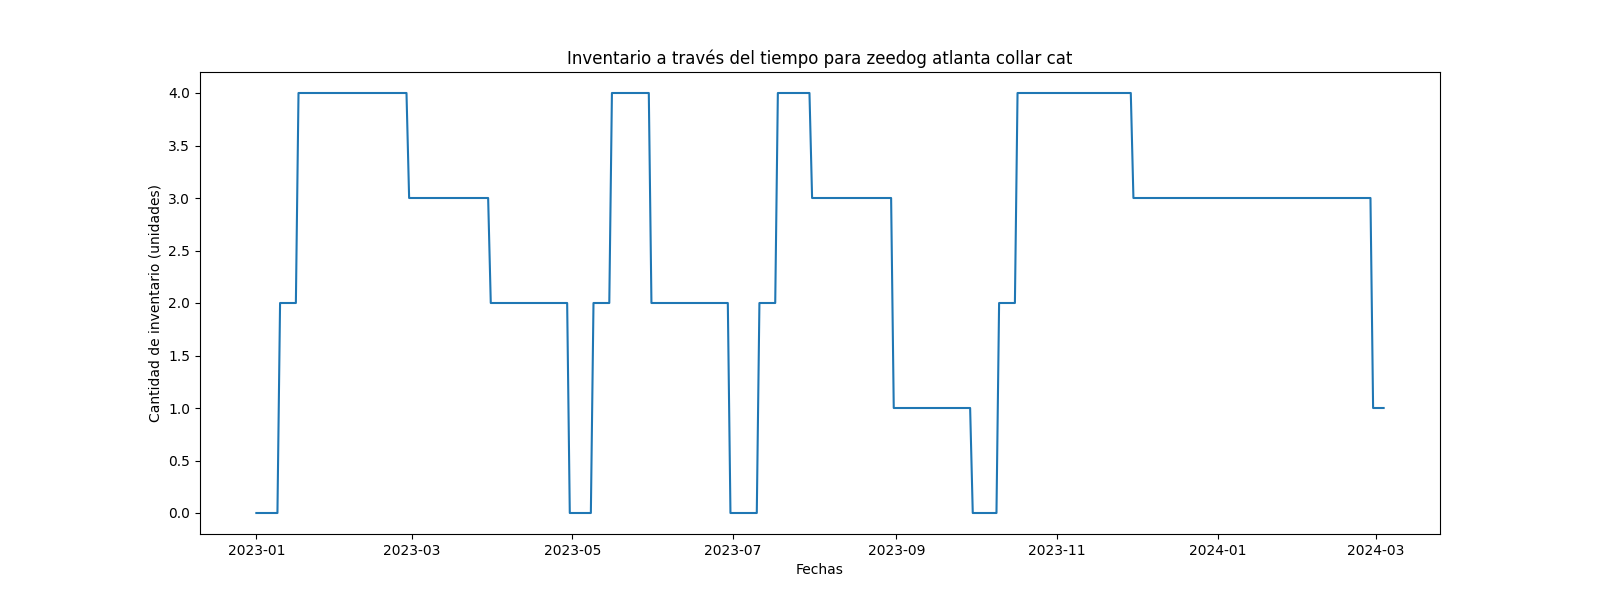 Inventario a través del tiempo para zeedog atlanta collar cat
Cantidad de inventario (unidades)
4.0
3.5
3.0
2.5
2.0
1.5
1.0
0.5
0.0
2023-01 2023-03 2023-05 2023-07 2023-09 2023-11 2024-01 2024-03
Fechas